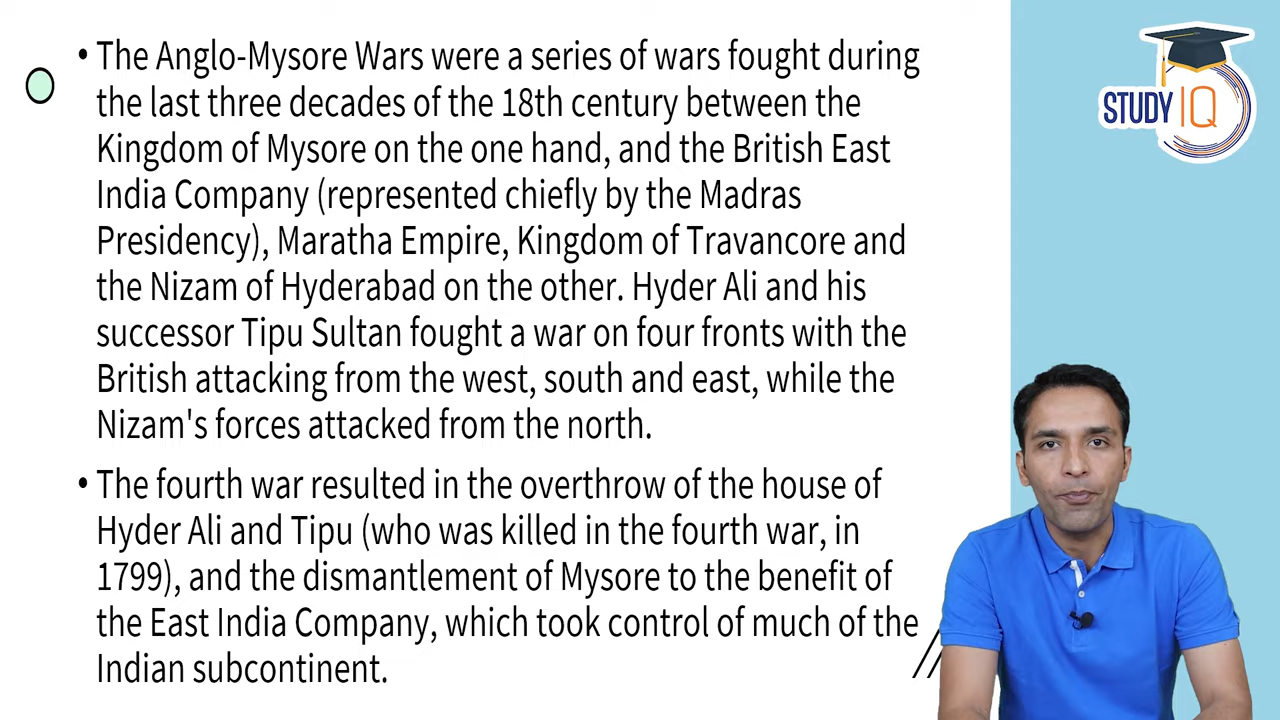 • The Anglo-Mysore Wars were a series of wars fought during
the last three decades of the 18th century between the
Kingdom of Mysore on the one hand, and the British East
India Company (represented chiefly by the Madras
Presidency), Maratha Empire, Kingdom of Travancore and
the Nizam of Hyderabad on the other. Hyder Ali and his
successor Tipu Sultan fought a war on four fronts with the
British attacking from the west, south and east, while the
Nizam's forces attacked from the north.
• The fourth war resulted in the overthrow of the house of
Hyder Ali and Tipu (who was killed in the fourth war, in
1799), and the dismantlement of Mysore to the benefit of
the East India Company, which took control of much of the
Indian subcontinent.
STUDY IQ